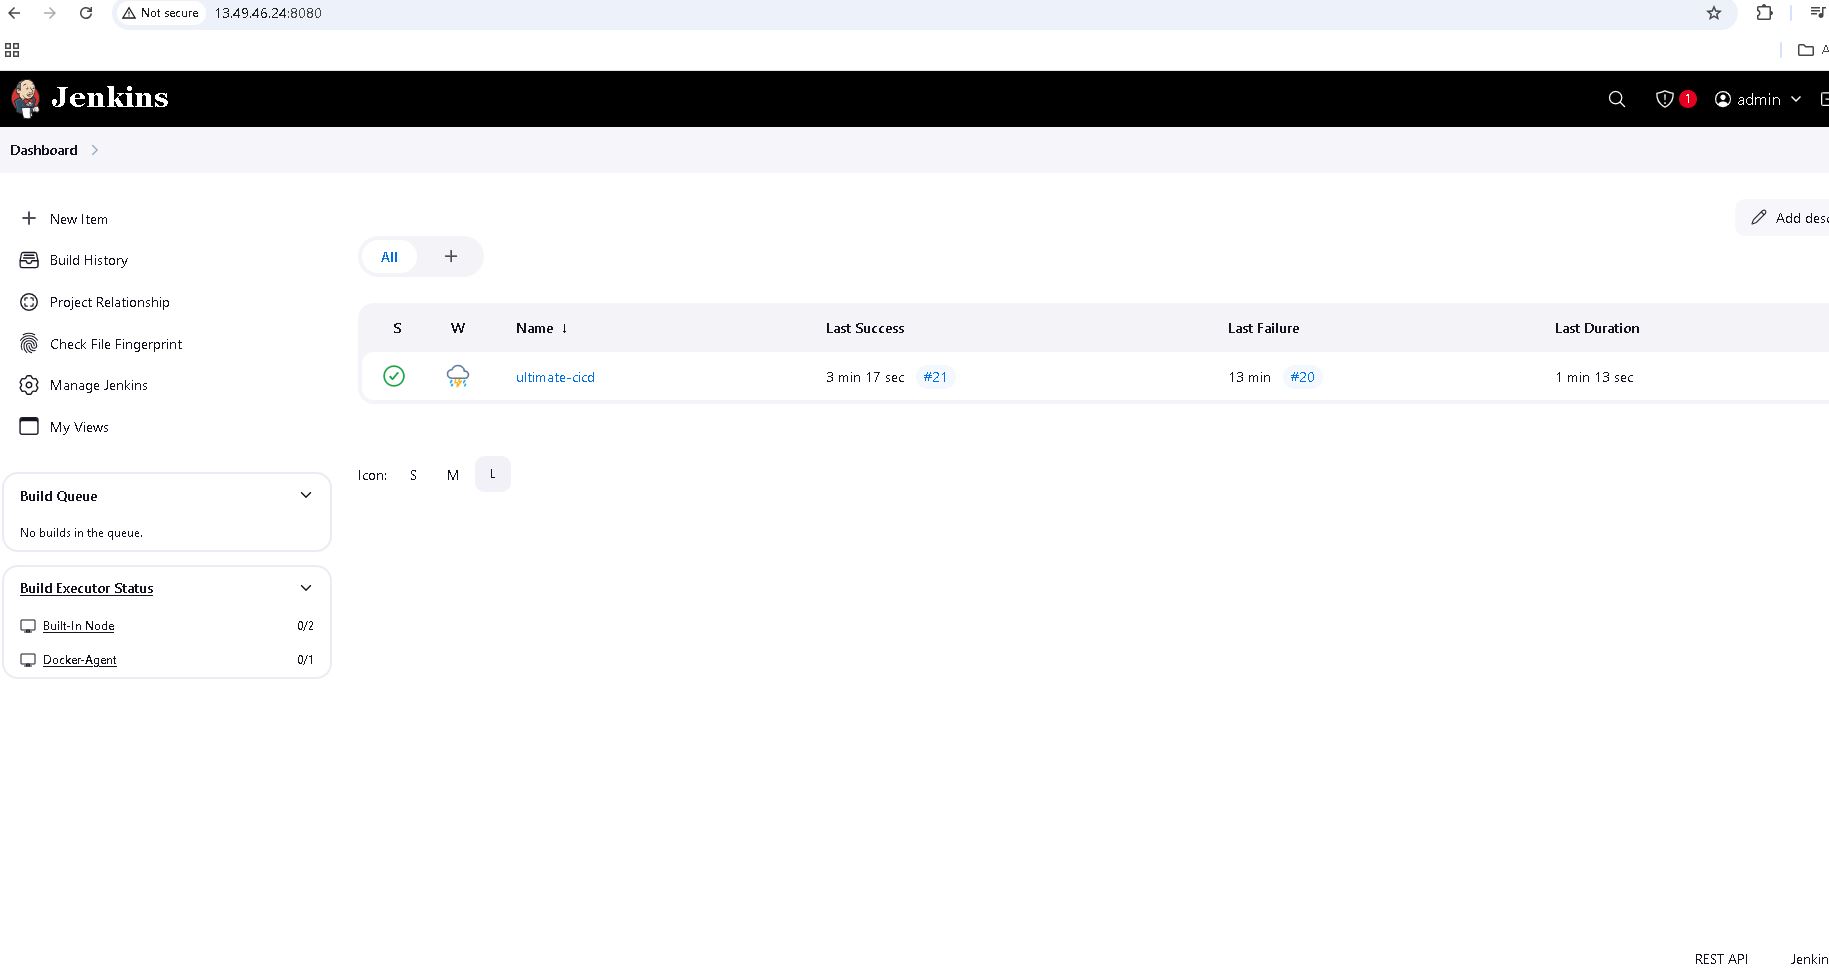 Not secure 13.49.46.24:8080
Jenkins
1 admin
Dashboard
New Item
Add desc
Build History
All +
Project Relationship
S W Name ↓ Last Success Last Failure Last Duration
Check File Fingerprint
ultimate-cicd 3 min 17 sec #21 13 min #20 1 min 13 sec
Manage Jenkins
My Views
Icon: S M L
Build Queue
No builds in the queue.
Build Executor Status
Built-In Node 0/2
Docker-Agent 0/1
REST API Jenkin